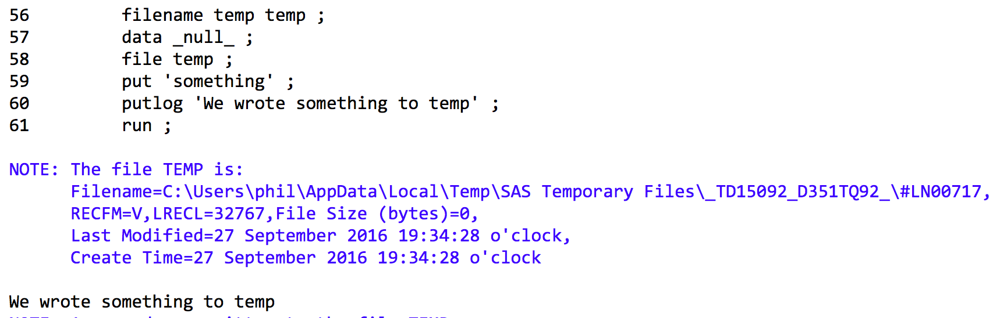 56         filename temp temp ;
57         data _null_ ;
58         file temp ;
59         put 'something' ;
60         putlog 'We wrote something to temp' ;
61         run ;
NOTE: The file TEMP is:
      Filename=C:\Users\phil\AppData\Local\Temp\SAS Temporary Files\_TD15092_D351TQ92_\#LN00717,
      RECFM=V,LRECL=32767,File Size (bytes)=0,
      Last Modified=27 September 2016 19:34:28 o'clock,
      Create Time=27 September 2016 19:34:28 o'clock
We wrote something to temp